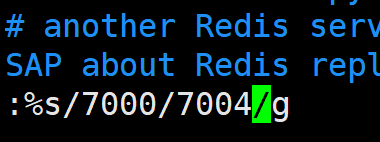 # another Redis serv
SAP about Redis repl
:%s/7000/7004/g